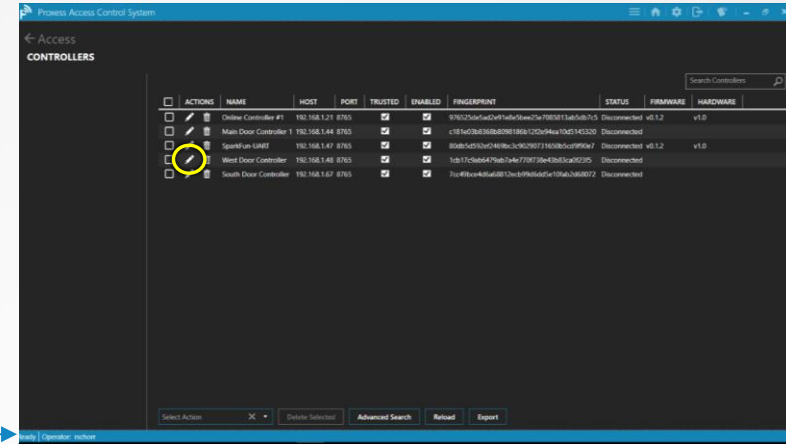 Proxess Access Control System
Access
CONTROLLERS
Search Controllers
ACTIONS NAME HOST PORT TRUSTED ENABLED FINGERPRINT STATUS FIRMWARE HARDWARE
Online Controller #1 192.168.1.21 8765 Disconnected v0.1.2 v1.0
Main Door Controller 1 192.168.1.44 8765 Disconnected
SparkFun-UART 192.168.1.47 8765 Disconnected v0.1.2 v1.0
West Door Controller 192.168.1.48 8765 Disconnected
South Door Controller 192.168.1.67 8765 Disconnected
Select Action Delete Selected Advanced Search Reload Export
Ready Operator: nschorr